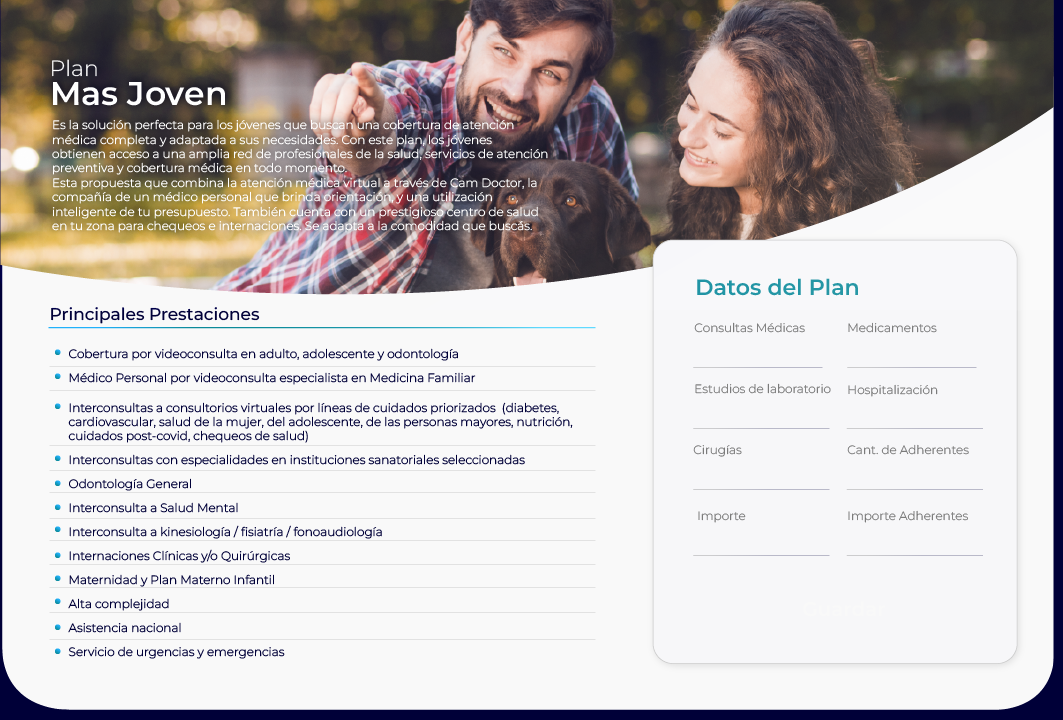 Plan
Mas Joven
Es la solución perfecta para los jóvenes que buscan una cobertura de atención
médica completa y adaptada a sus necesidades. Con este plan, los jóvenes
obtienen acceso a una amplia red de profesionales de la salud, servicios de atención
preventiva y cobertura médica en todo momento.
Esta propuesta que combina la atención médica virtual a través de Cam Doctor, la
compañía de un médico personal que brinda orientación, y una utilización
inteligente de tu presupuesto. También cuenta con un prestigioso centro de salud
en tu zona para chequeos e internaciones. Se adapta a la comodidad que buscás.
Principales Prestaciones
Cobertura por videoconsulta en adulto, adolescente y odontología
Médico Personal por videoconsulta especialista en Medicina Familiar
Interconsultas a consultorios virtuales por líneas de cuidados priorizados (diabetes,
cardiovascular, salud de la mujer, del adolescente, de las personas mayores, nutrición,
cuidados post-covid, chequeos de salud)
Interconsultas con especialidades en instituciones sanatoriales seleccionadas
Odontología General
Interconsulta a Salud Mental
Interconsulta a kinesiología / fisiatría / fonoaudiología
Internaciones Clínicas y/o Quirúrgicas
Maternidad y Plan Materno Infantil
Alta complejidad
Asistencia nacional
Servicio de urgencias y emergencias
Datos del Plan
Consultas Médicas Medicamentos
Estudios de laboratorio Hospitalización
Cirugías Cant. de Adherentes
Importe Importe Adherentes